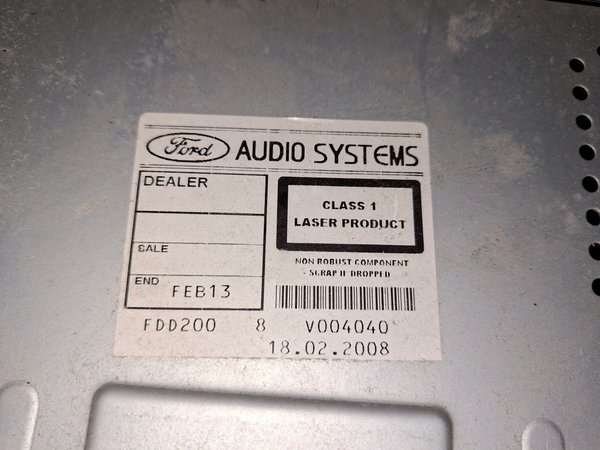 Ford AUDIO SYSTEMS
DEALER
CLASS 1
LASER PRODUCT
SALE
NON ROBUST COMPONENT
- SCRAP IF DROPPED
END FEB13
FDD200 8 V004040
18.02.2008